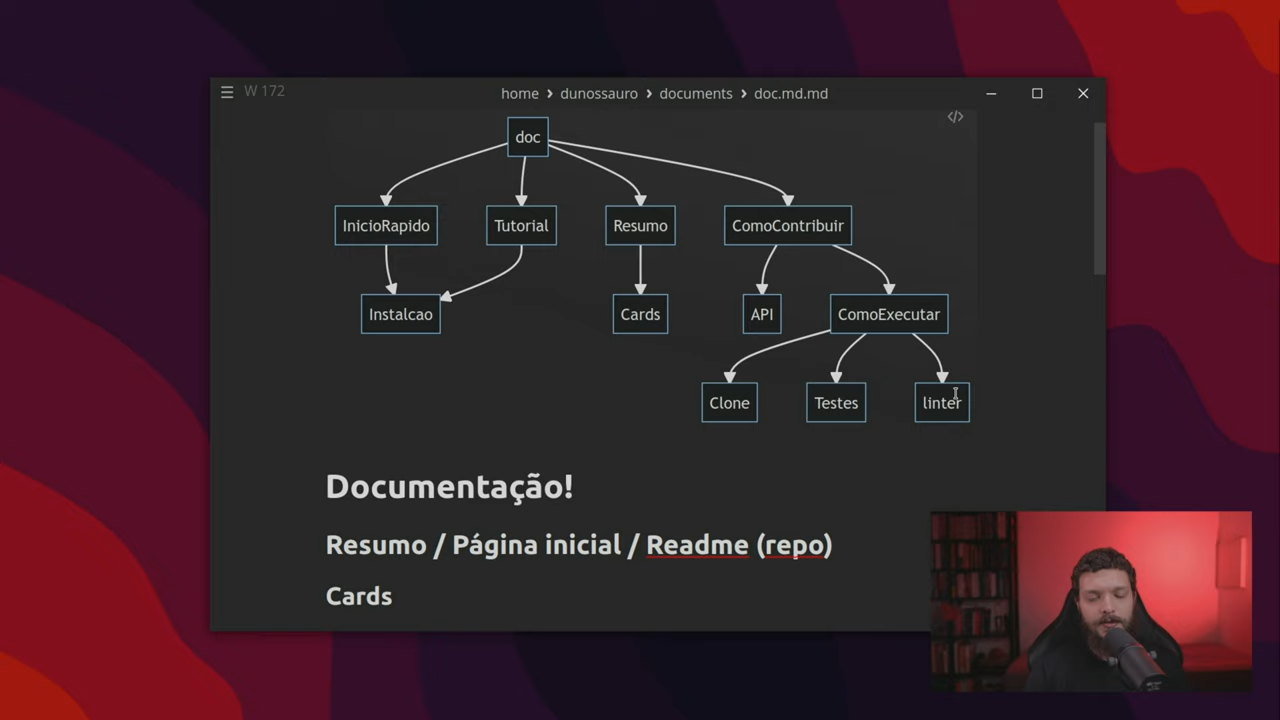 W 172
home › dunossauro › documents › doc.md.md
doc
InicioRapido Tutorial Resumo ComoContribuir
Instalcao Cards API ComoExecutar
Clone Testes linter
Documentação!
Resumo / Página inicial / Readme (repo)
Cards